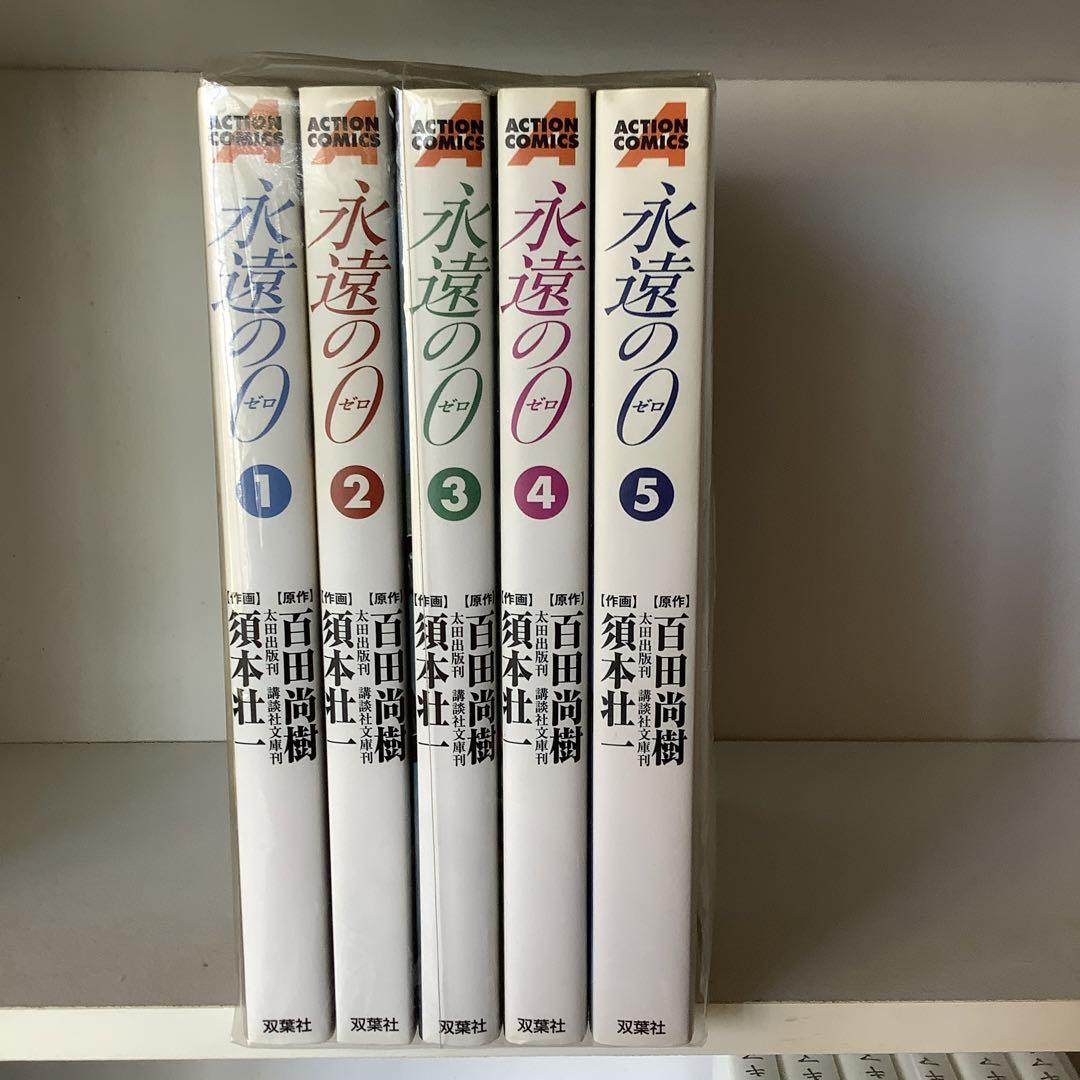 ACTION
COMICS
永遠の0
ゼロ
1
【原作】百田尚樹
太田出版刊 講談社文庫刊
【作画】須本壮一
双葉社
ACTION
COMICS
永遠の0
ゼロ
2
【原作】百田尚樹
太田出版刊 講談社文庫刊
【作画】須本壮一
双葉社
ACTION
COMICS
永遠の0
ゼロ
3
【原作】百田尚樹
太田出版刊 講談社文庫刊
【作画】須本壮一
双葉社
ACTION
COMICS
永遠の0
ゼロ
4
【原作】百田尚樹
太田出版刊 講談社文庫刊
【作画】須本壮一
双葉社
ACTION
COMICS
永遠の0
ゼロ
5
【原作】百田尚樹
太田出版刊 講談社文庫刊
【作画】須本壮一
双葉社